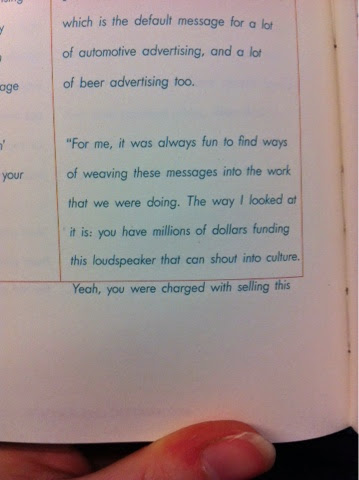 y
which is the default message for a lot
of automotive advertising, and a lot
age
of beer advertising too.
n'
"For me, it was always fun to find ways
your
of weaving these messages into the work
that we were doing. The way I looked at
it is: you have millions of dollars funding
this loudspeaker that can shout into culture.
Yeah, you were charged with selling this